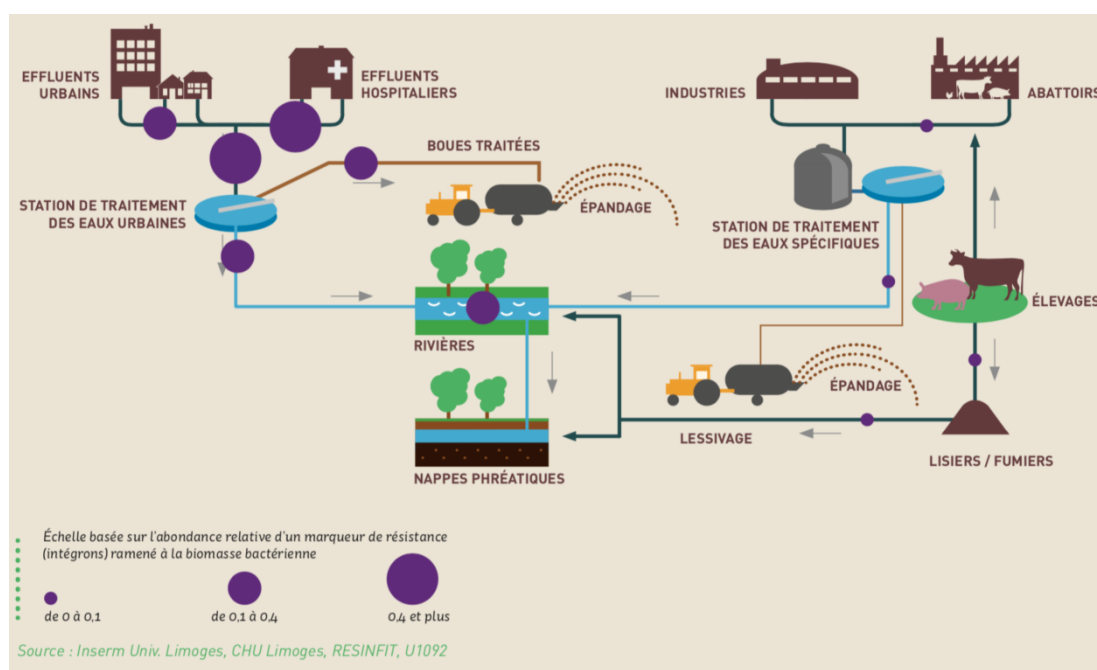 EFFLUENTS
URBAINS
EFFLUENTS
HOSPITALIERS
INDUSTRIES
ABATTOIRS
BOUES TRAITÉES
ÉPANDAGE
STATION DE TRAITEMENT
DES EAUX URBAINES
STATION DE TRAITEMENT
DES EAUX SPÉCIFIQUES
ÉLEVAGES
RIVIÈRES
ÉPANDAGE
LESSIVAGE
LISIERS / FUMIERS
NAPPES PHRÉATIQUES
Échelle basée sur l'abondance relative d'un marqueur de résistance
(intégrons) ramené à la biomasse bactérienne
de 0 à 0,1
de 0,1 à 0,4
0,4 et plus
Source : Inserm Univ. Limoges, CHU Limoges, RESINFIT, U1092